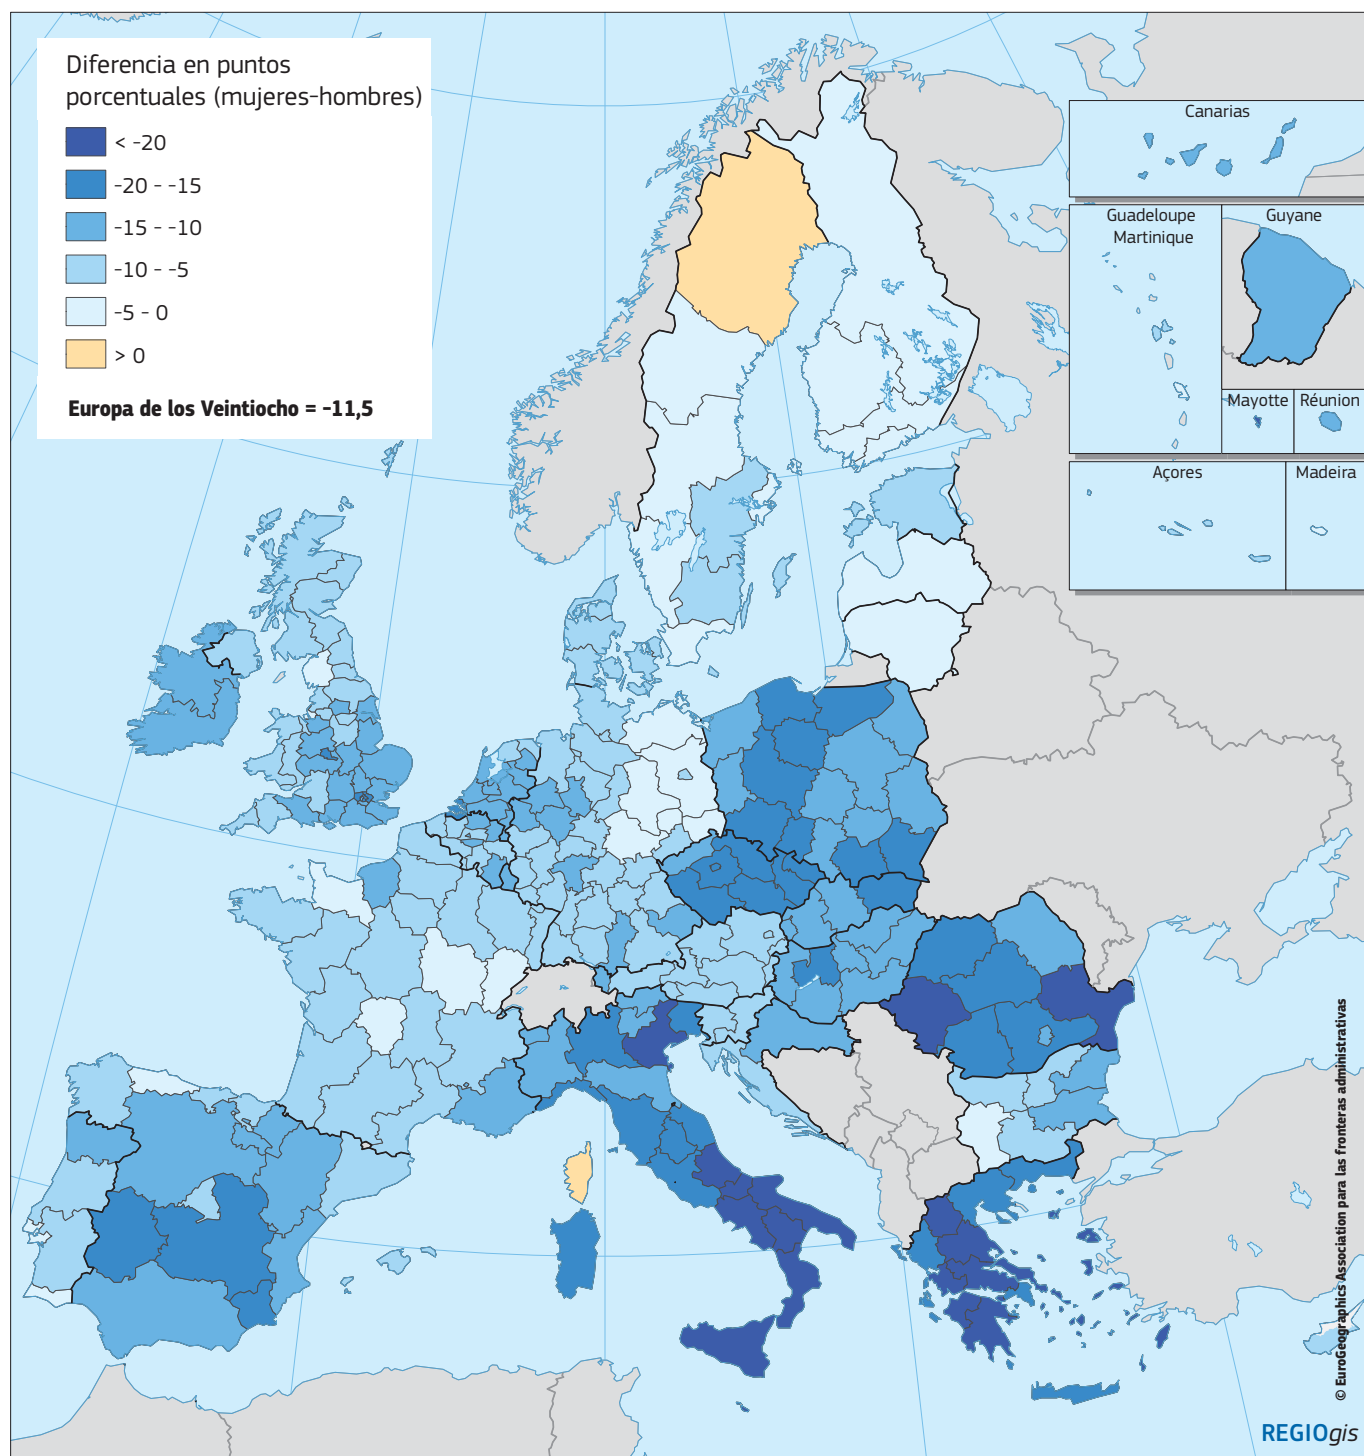 Diferencia en puntos
porcentuales (mujeres-hombres)
< -20
-20 - -15
-15 - -10
-10 - -5
-5 - 0
> 0
Europa de los Veintiocho = -11,5
Canarias
Guadeloupe
Martinique
Guyane
Mayotte
Réunion
Açores
Madeira
© EuroGeographics Association para las fronteras administrativas
REGIOgis